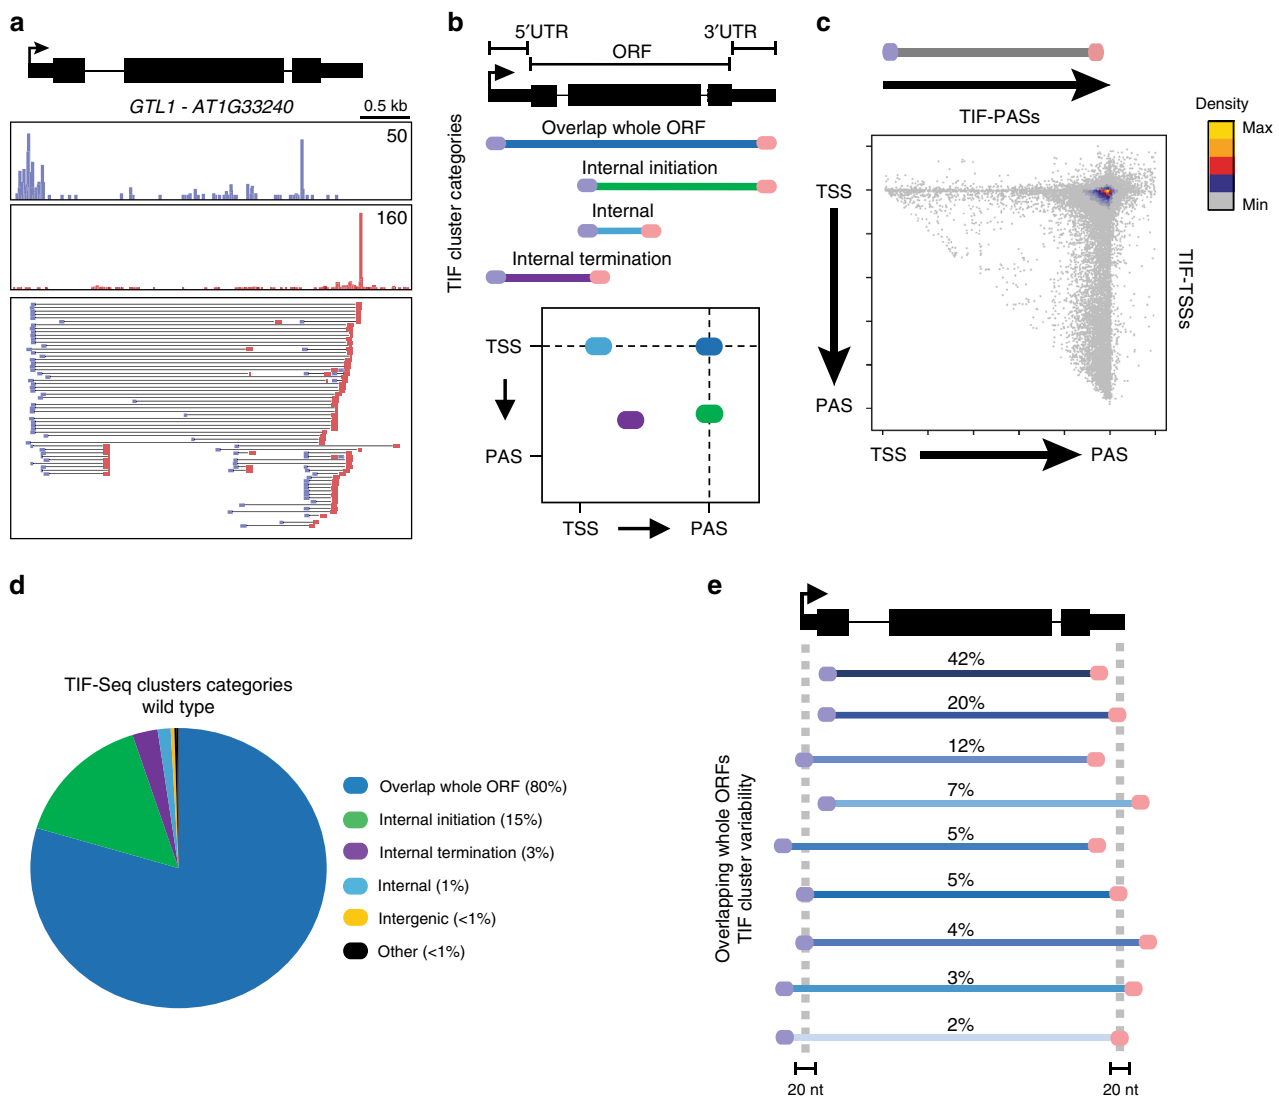 a
GTL1 - AT1G33240
0.5 kb
50
160
b
5′UTR
3′UTR
ORF
TIF cluster categories
Overlap whole ORF
Internal initiation
Internal
Internal termination
TSS
PAS
TSS
PAS
c
TIF-PASs
Density
Max
Min
TSS
PAS
TIF-TSSs
TSS
PAS
d
TIF-Seq clusters categories
wild type
Overlap whole ORF (80%)
Internal initiation (15%)
Internal termination (3%)
Internal (1%)
Intergenic (<1%)
Other (<1%)
e
Overlapping whole ORFs
TIF cluster variability
42%
20%
12%
7%
5%
5%
4%
3%
2%
20 nt
20 nt